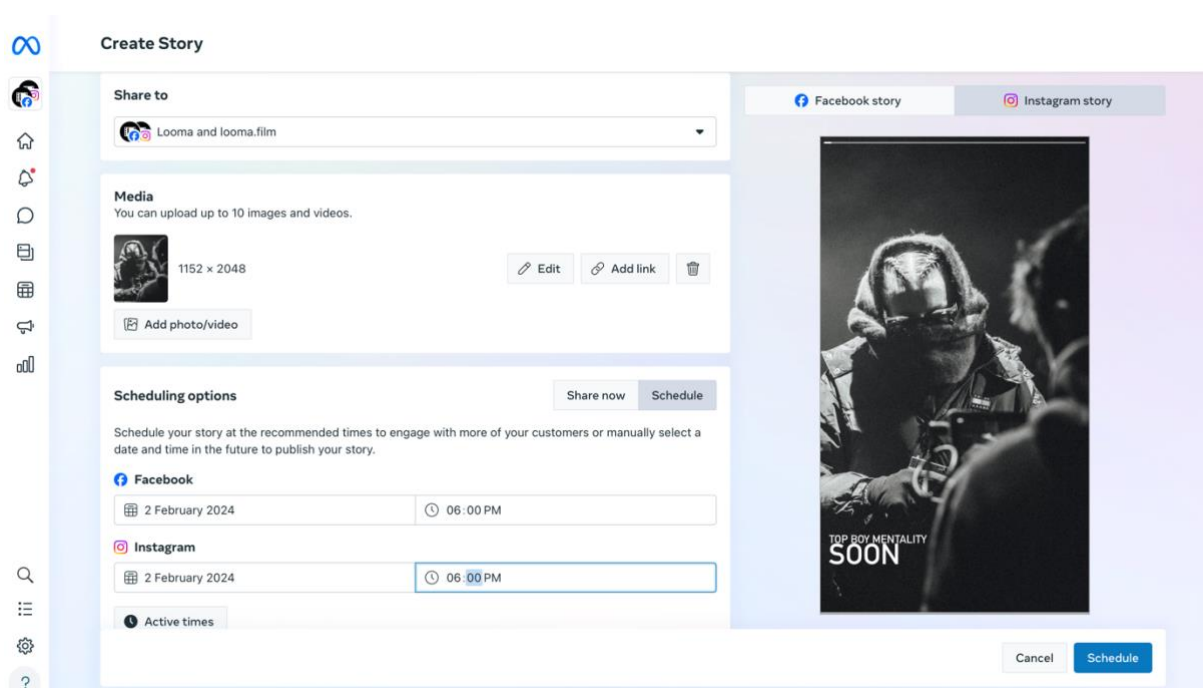 Create Story
Share to
Looma and looma.film
Media
You can upload up to 10 images and videos.
1152 × 2048
Edit
Add link
Add photo/video
Scheduling options
Share now
Schedule
Schedule your story at the recommended times to engage with more of your customers or manually select a
date and time in the future to publish your story.
Facebook
2 February 2024
06:00 PM
Instagram
2 February 2024
06:00 PM
Active times
Facebook story
Instagram story
TOP BOY MENTALITY
SOON
Cancel
Schedule